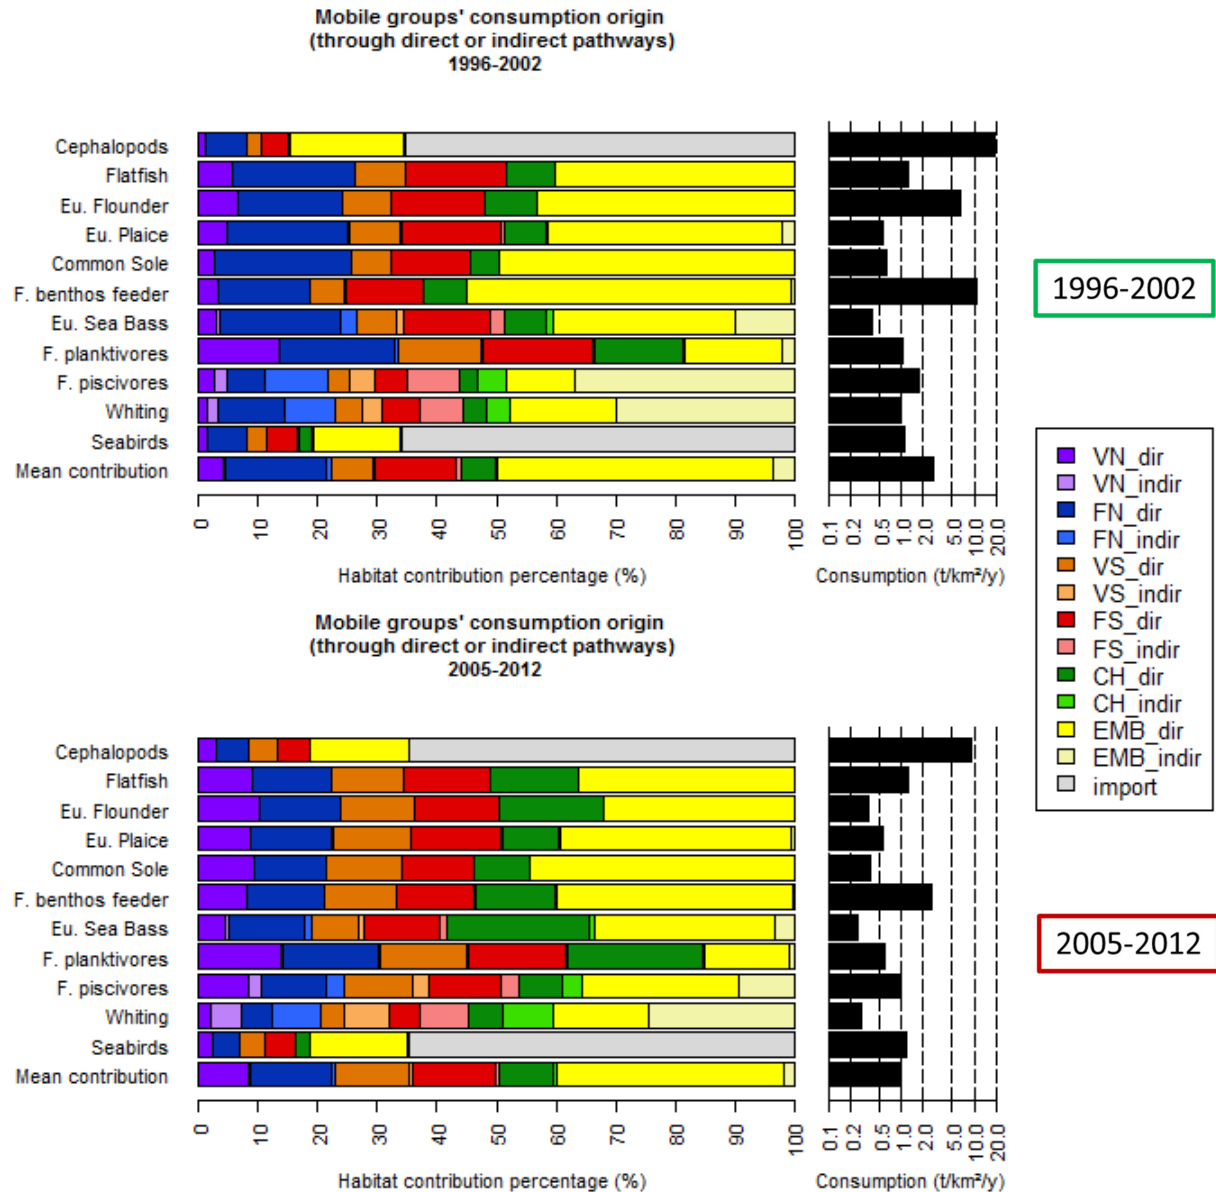 Mobile groups' consumption origin
(through direct or indirect pathways)
1996-2002
Cephalopods
Flatfish
Eu. Flounder
Eu. Plaice
Common Sole
F. benthos feeder
Eu. Sea Bass
F. planktivores
F. piscivores
Whiting
Seabirds
Mean contribution
0 10 20 30 40 50 60 70 80 90 100
Habitat contribution percentage (%)
0.1 0.2 0.5 1.0 2.0 5.0 10.0 20.0
Consumption (t/km²/y)
1996-2002
VN_dir
VN_indir
FN_dir
FN_indir
VS_dir
VS_indir
FS_dir
FS_indir
CH_dir
CH_indir
EMB_dir
EMB_indir
import
Mobile groups' consumption origin
(through direct or indirect pathways)
2005-2012
Cephalopods
Flatfish
Eu. Flounder
Eu. Plaice
Common Sole
F. benthos feeder
Eu. Sea Bass
F. planktivores
F. piscivores
Whiting
Seabirds
Mean contribution
0 10 20 30 40 50 60 70 80 90 100
Habitat contribution percentage (%)
0.1 0.2 0.5 1.0 2.0 5.0 10.0 20.0
Consumption (t/km²/y)
2005-2012